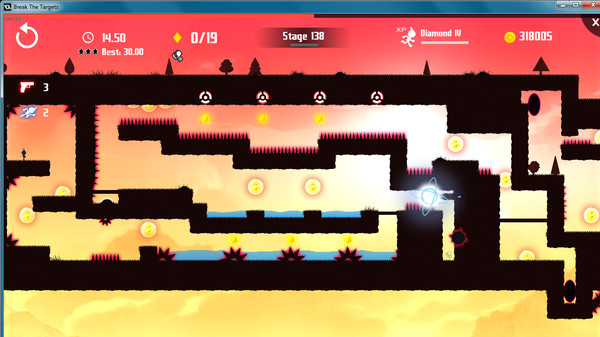 Break The Targets
14.50
Best: 30.00
0/19
Stage 138
XP
Diamond IV
318005
X
3
2